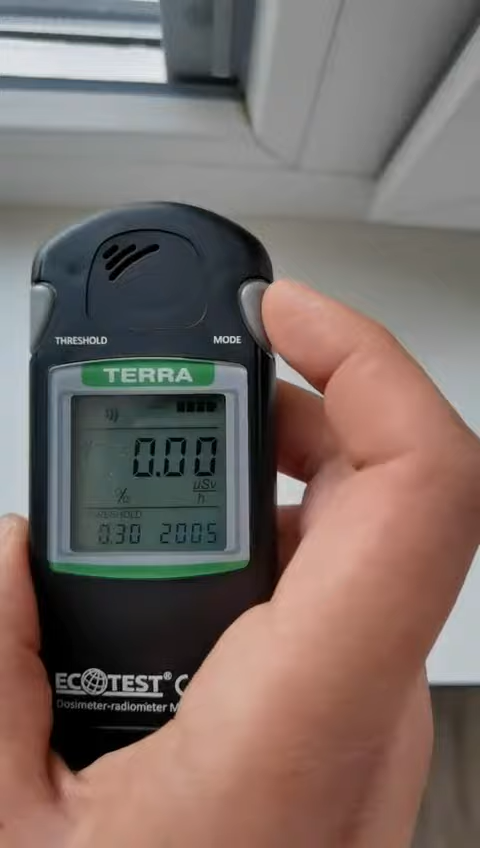 THRESHOLD MODE
TERRA
0.00
µSv
h
%
THRESHOLD
0.30 2005
ECOTEST®
Dosimeter-radiometer